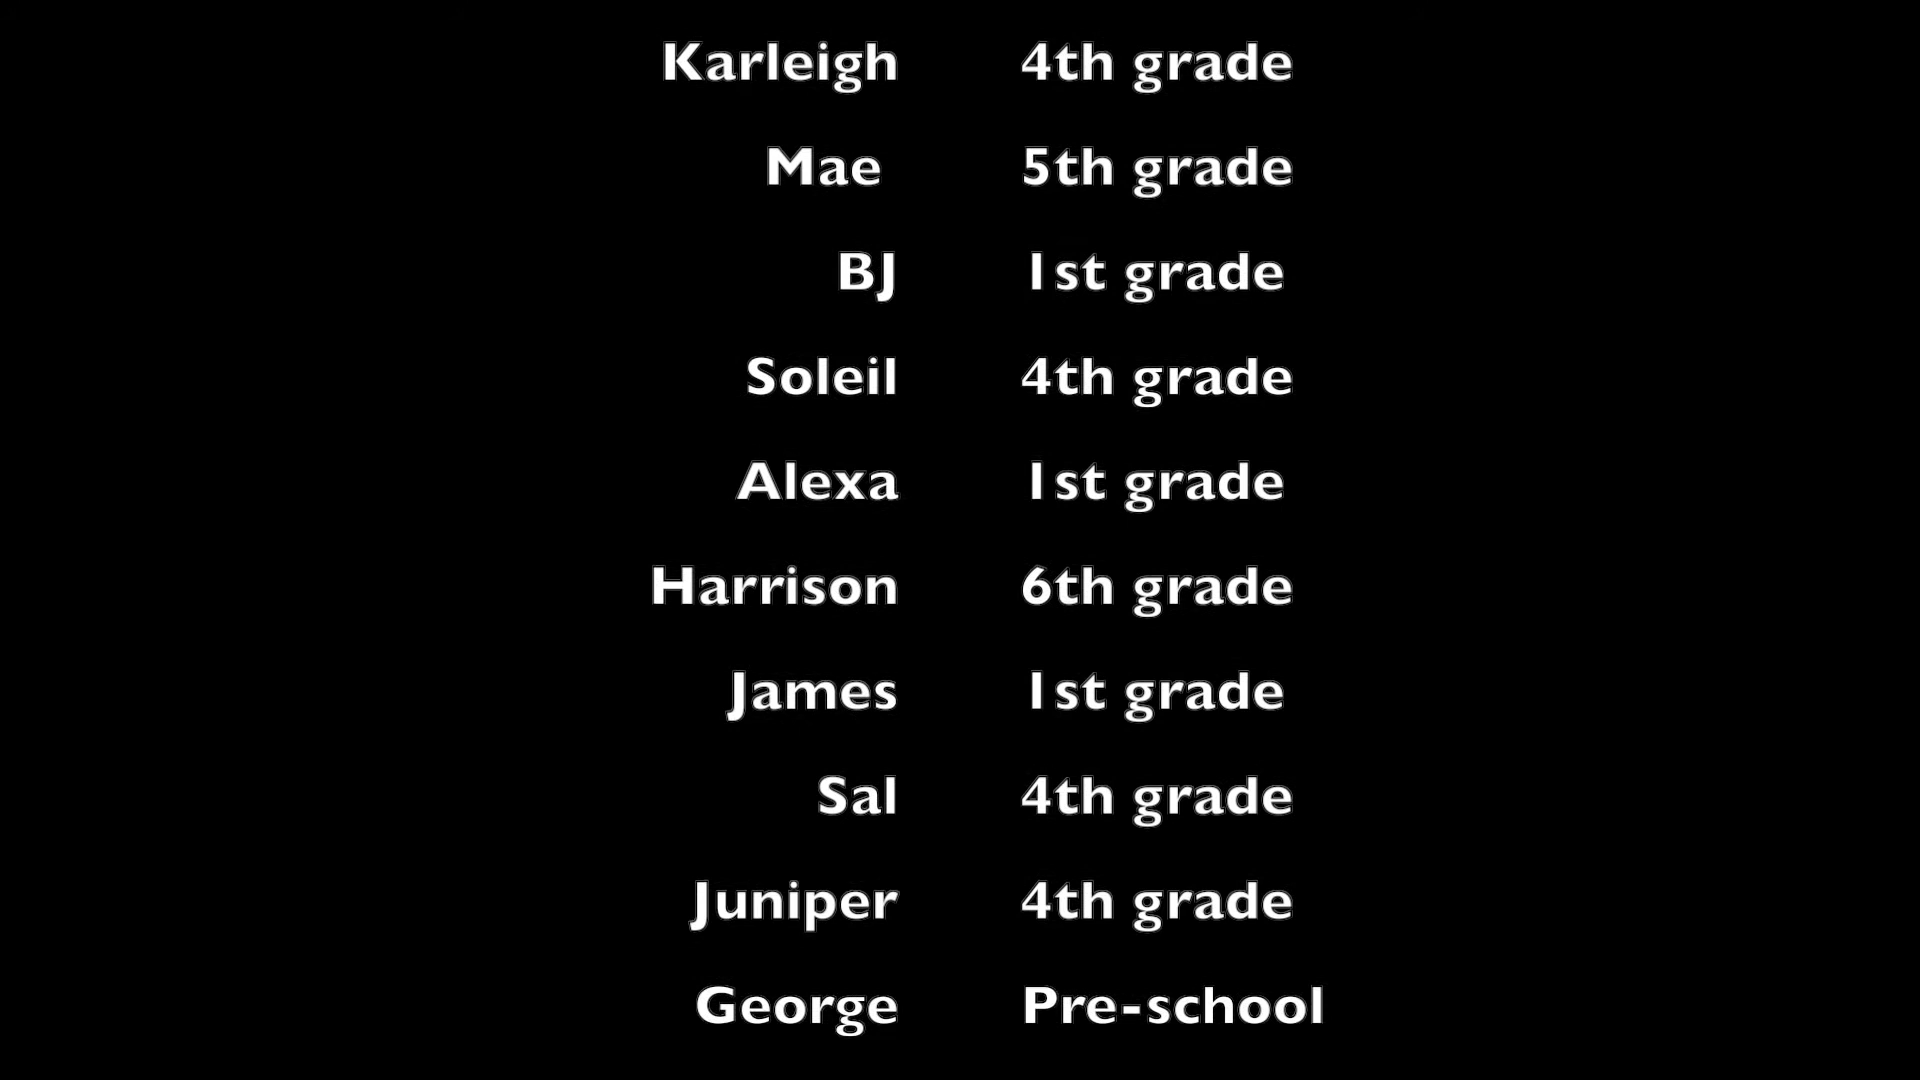 Karleigh 4th grade
Mae 5th grade
BJ 1st grade
Soleil 4th grade
Alexa 1st grade
Harrison 6th grade
James 1st grade
Sal 4th grade
Juniper 4th grade
George Pre-school